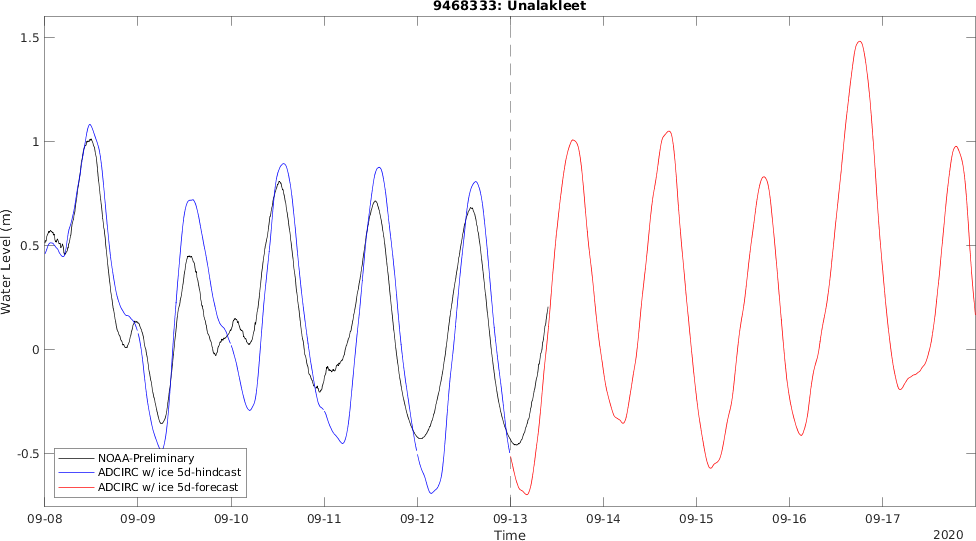 9468333: Unalakleet
Water Level (m)
1.5
1
0.5
0
-0.5
NOAA-Preliminary
ADCIRC w/ ice 5d-hindcast
ADCIRC w/ ice 5d-forecast
09-08 09-09 09-10 09-11 09-12 09-13 09-14 09-15 09-16 09-17
Time
2020